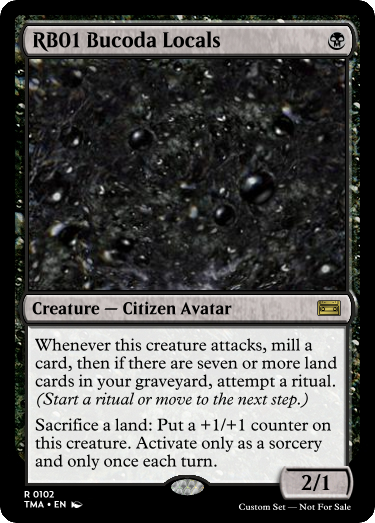 RB01 Bucoda Locals
Creature — Citizen Avatar
Whenever this creature attacks, mill a
card, then if there are seven or more land
cards in your graveyard, attempt a ritual.
(Start a ritual or move to the next step.)
Sacrifice a land: Put a +1/+1 counter on
this creature. Activate only as a sorcery
and only once each turn.
2/1
R 0102
TMA • EN
Custom Set — Not For Sale